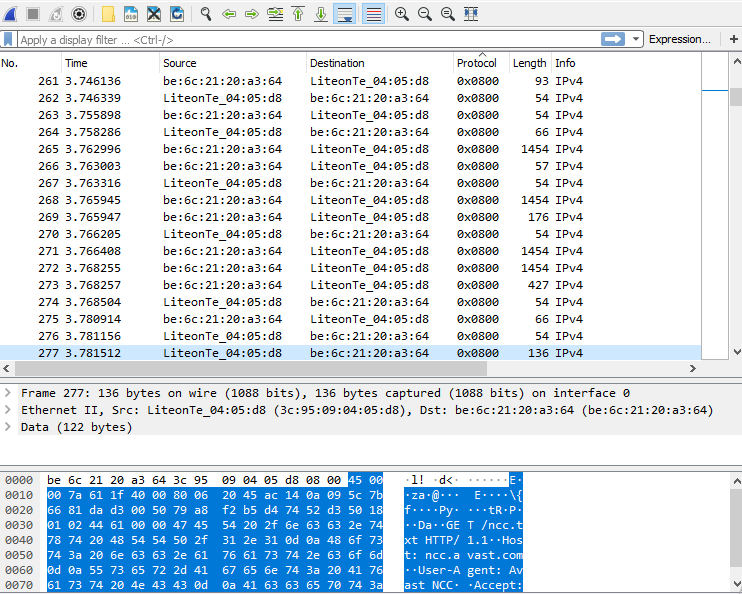 Apply a display filter ... <Ctrl-/>
Expression...
+
No. Time Source Destination Protocol Length Info
261 3.746136 be:6c:21:20:a3:64 LiteonTe_04:05:d8 0x0800 93 IPv4
262 3.746339 LiteonTe_04:05:d8 be:6c:21:20:a3:64 0x0800 54 IPv4
263 3.755898 be:6c:21:20:a3:64 LiteonTe_04:05:d8 0x0800 54 IPv4
264 3.758286 be:6c:21:20:a3:64 LiteonTe_04:05:d8 0x0800 66 IPv4
265 3.762996 be:6c:21:20:a3:64 LiteonTe_04:05:d8 0x0800 1454 IPv4
266 3.763003 be:6c:21:20:a3:64 LiteonTe_04:05:d8 0x0800 57 IPv4
267 3.763316 LiteonTe_04:05:d8 be:6c:21:20:a3:64 0x0800 54 IPv4
268 3.765945 be:6c:21:20:a3:64 LiteonTe_04:05:d8 0x0800 1454 IPv4
269 3.765947 be:6c:21:20:a3:64 LiteonTe_04:05:d8 0x0800 176 IPv4
270 3.766205 LiteonTe_04:05:d8 be:6c:21:20:a3:64 0x0800 54 IPv4
271 3.766408 be:6c:21:20:a3:64 LiteonTe_04:05:d8 0x0800 1454 IPv4
272 3.768255 be:6c:21:20:a3:64 LiteonTe_04:05:d8 0x0800 1454 IPv4
273 3.768257 be:6c:21:20:a3:64 LiteonTe_04:05:d8 0x0800 427 IPv4
274 3.768504 LiteonTe_04:05:d8 be:6c:21:20:a3:64 0x0800 54 IPv4
275 3.780914 be:6c:21:20:a3:64 LiteonTe_04:05:d8 0x0800 66 IPv4
276 3.781156 LiteonTe_04:05:d8 be:6c:21:20:a3:64 0x0800 54 IPv4
277 3.781512 LiteonTe_04:05:d8 be:6c:21:20:a3:64 0x0800 136 IPv4
Frame 277: 136 bytes on wire (1088 bits), 136 bytes captured (1088 bits) on interface 0
Ethernet II, Src: LiteonTe_04:05:d8 (3c:95:09:04:05:d8), Dst: be:6c:21:20:a3:64 (be:6c:21:20:a3:64)
Data (122 bytes)
0000 be 6c 21 20 a3 64 3c 95 09 04 05 d8 08 00 45 00 ·l! ·d<· ······E·
0010 00 7a 61 1f 40 00 80 06 20 45 ac 14 0a 09 5c 7b ·za·@··· E····\{
0020 66 81 da d3 00 50 79 a8 f2 b5 d4 74 52 d3 50 18 f····Py· ···tR·P·
0030 01 02 44 61 00 00 47 45 54 20 2f 6e 63 63 2e 74 ··Da··GET /ncc.t
0040 78 74 20 48 54 54 50 2f 31 2e 31 0d 0a 48 6f 73 xt HTTP/ 1.1··Hos
0050 74 3a 20 6e 63 63 2e 61 76 61 73 74 2e 63 6f 6d t: ncc.a vast.com
0060 0d 0a 55 73 65 72 2d 41 67 65 6e 74 3a 20 41 76 ··User-A gent: Av
0070 61 73 74 20 4e 43 43 0d 0a 41 63 63 65 70 74 3a ast NCC· ·Accept: